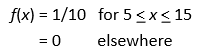 f(x) = 1/10 for 5 ≤ x ≤ 15
= 0 elsewhere